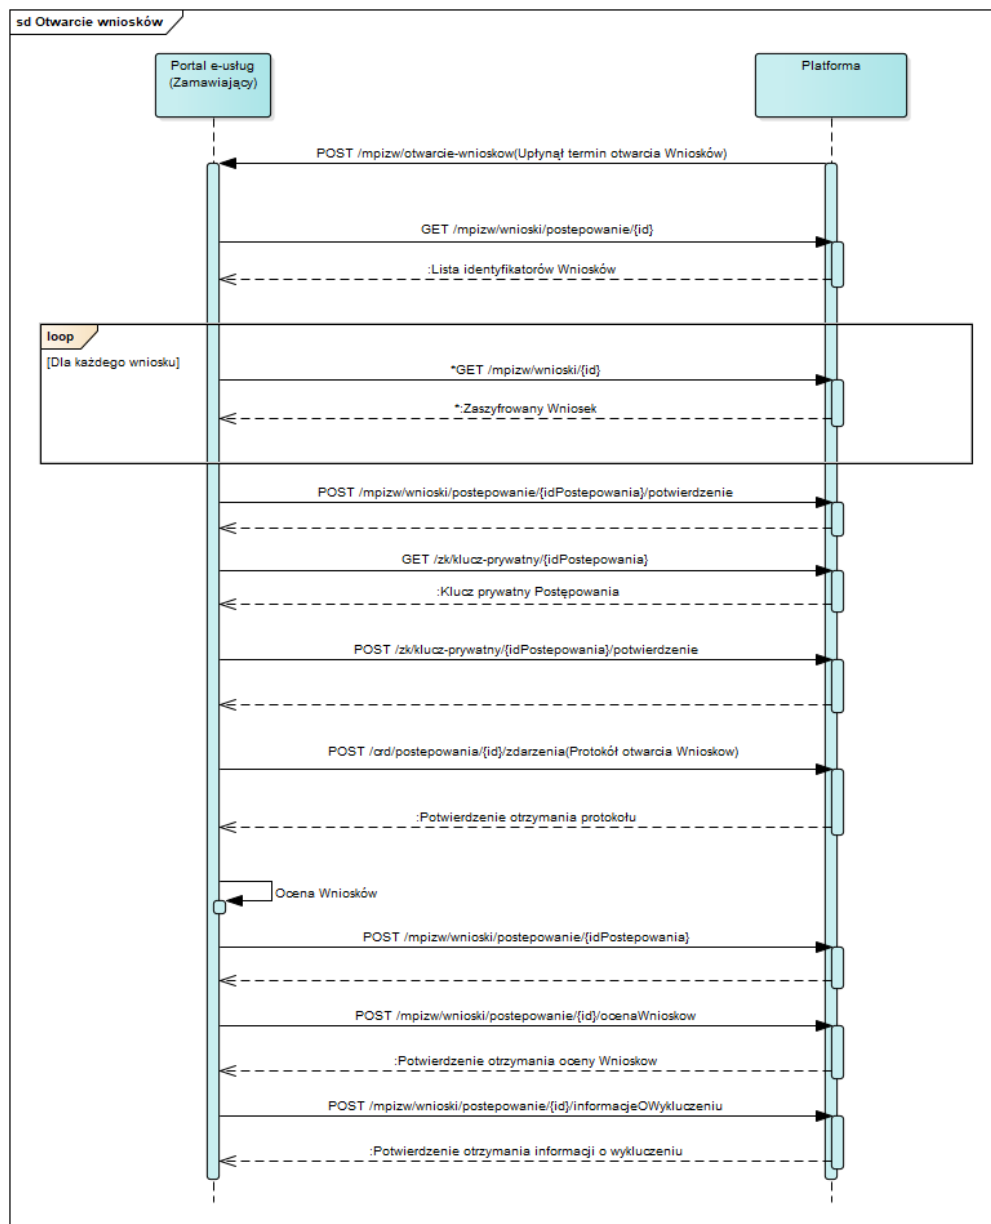 sd Otwarcie wniosków
Portal e-usług
(Zamawiający)
Platforma
POST /mpizw/otwarcie-wnioskow(Upłynął termin otwarcia Wniosków)
GET /mpizw/wnioski/postepowanie/{id}
:Lista identyfikatorów Wniosków
loop
[Dla każdego wniosku]
*GET /mpizw/wnioski/{id}
*:Zaszyfrowany Wniosek
POST /mpizw/wnioski/postepowanie/{idPostepowania}/potwierdzenie
GET /zk/klucz-prywatny/{idPostepowania}
:Klucz prywatny Postępowania
POST /zk/klucz-prywatny/{idPostepowania}/potwierdzenie
POST /crd/postepowania/{id}/zdarzenia(Protokół otwarcia Wnioskow)
:Potwierdzenie otrzymania protokołu
Ocena Wniosków
POST /mpizw/wnioski/postepowanie/{idPostepowania}
POST /mpizw/wnioski/postepowanie/{id}/ocenaWnioskow
:Potwierdzenie otrzymania oceny Wnioskow
POST /mpizw/wnioski/postepowanie/{id}/informacjeOWykluczeniu
:Potwierdzenie otrzymania informacji o wykluczeniu